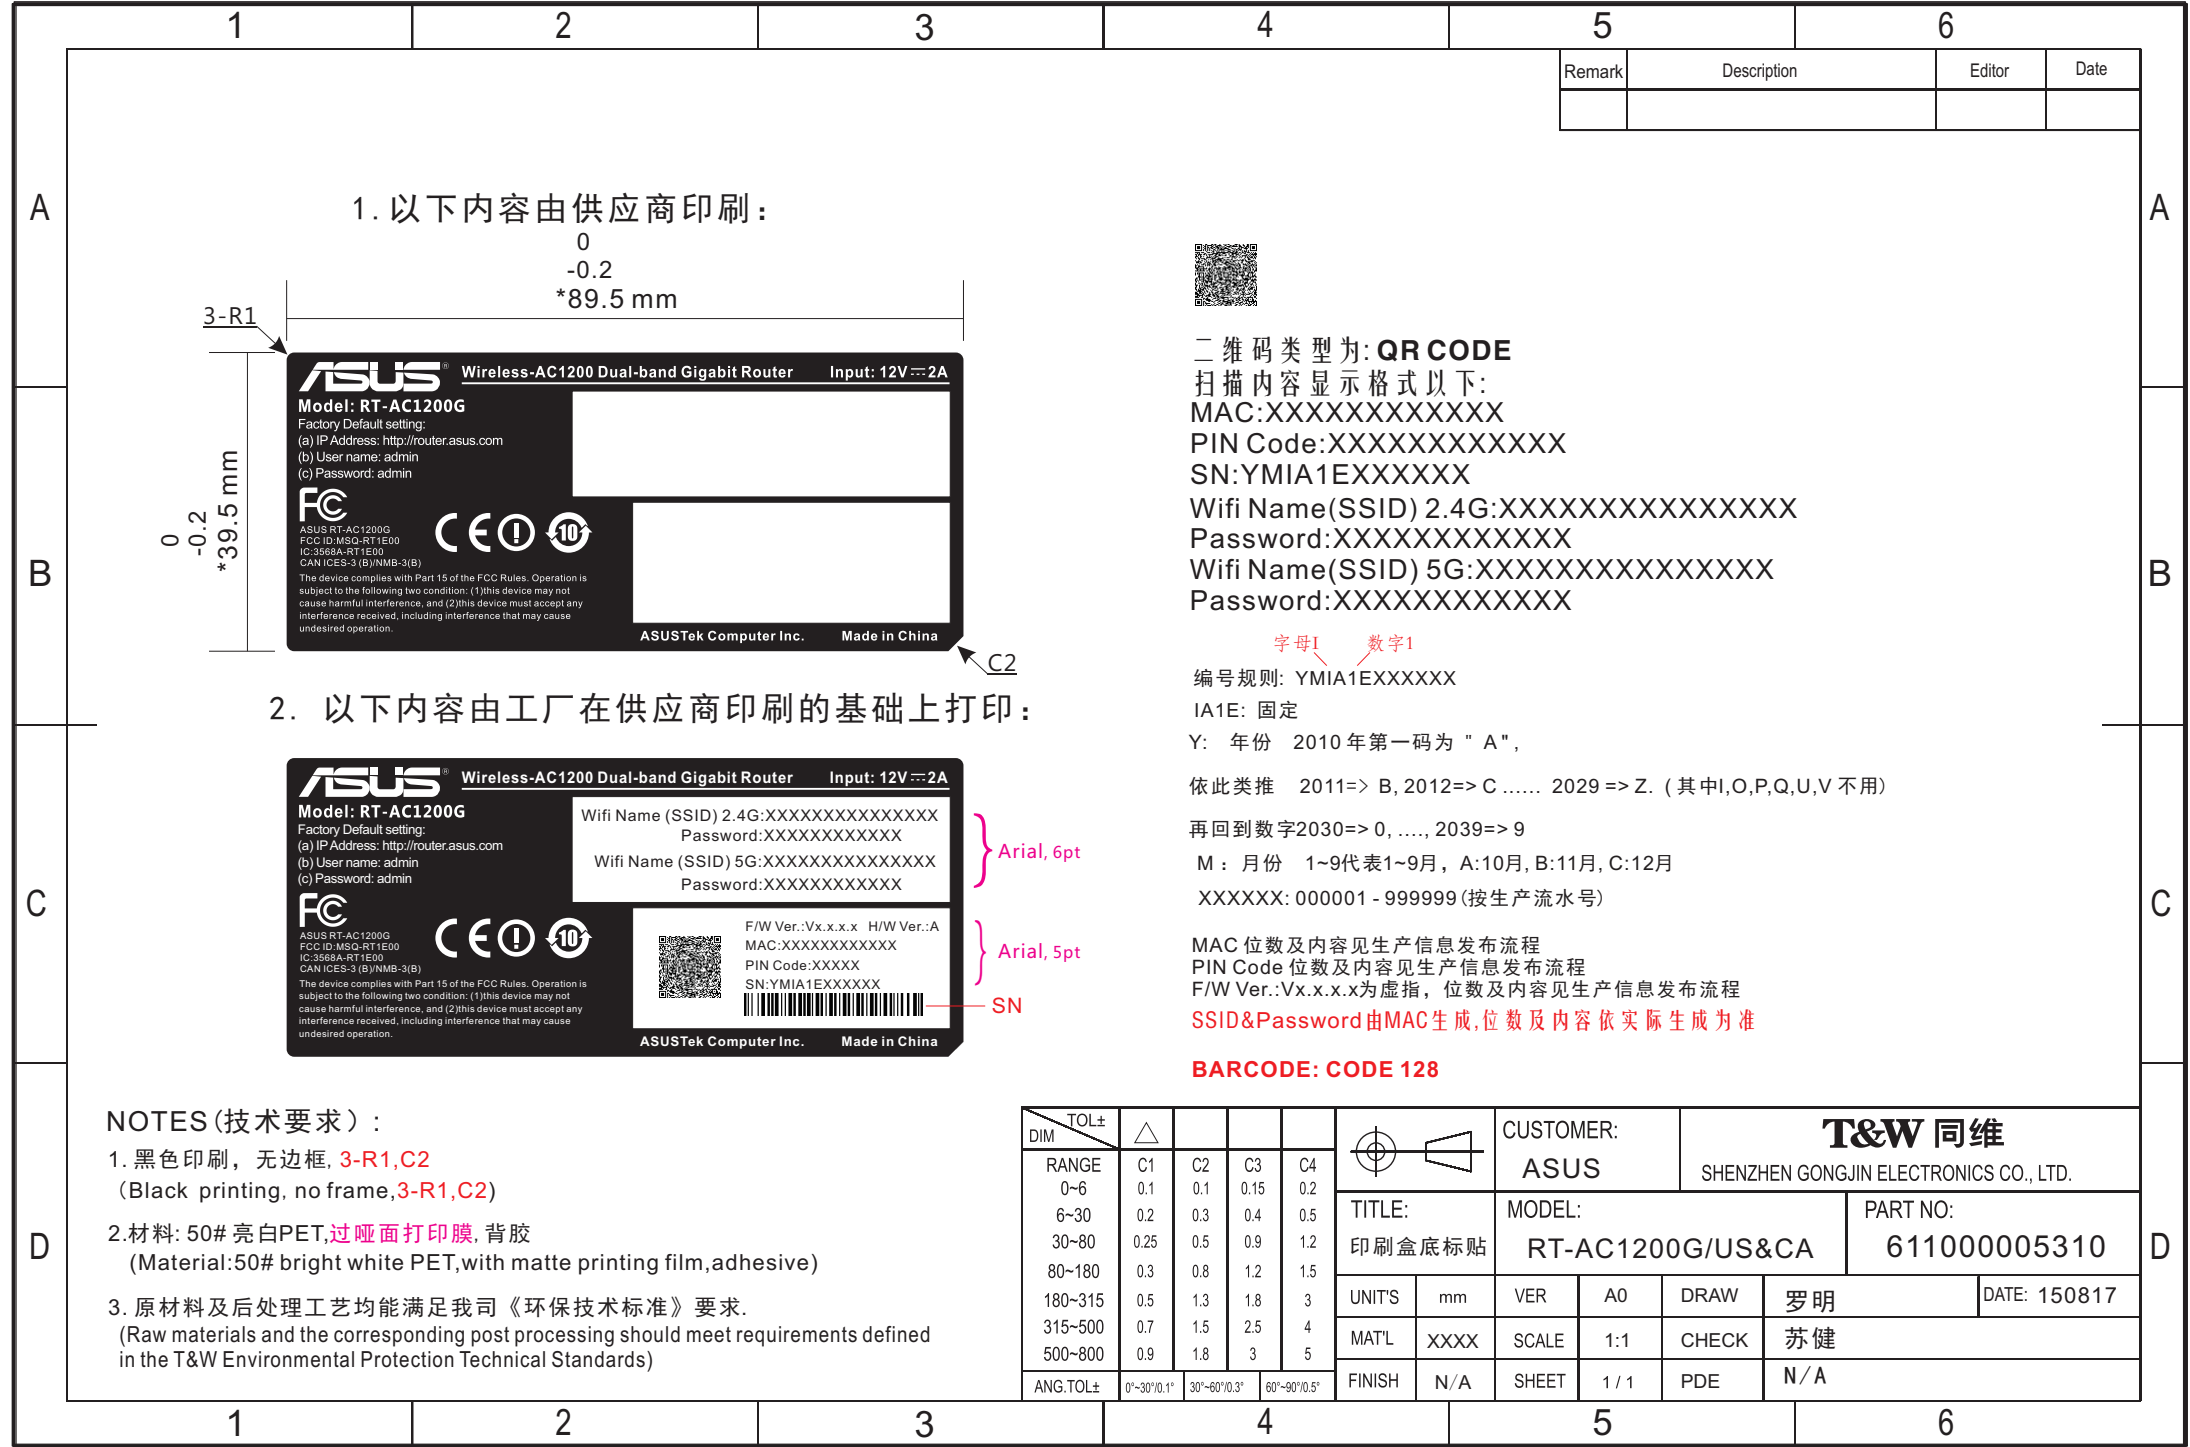 1 2 3 4 5 6
Remark Description Editor Date
A A
B B
C C
D D
1.以下内容由供应商印刷：
0
-0.2
*89.5 mm
3-R1
0
-0.2
*39.5 mm
ASUS®
Wireless-AC1200 Dual-band Gigabit Router Input: 12V⎓2A
Model: RT-AC1200G
Factory Default setting:
(a) IP Address: http://router.asus.com
(b) User name: admin
(c) Password: admin
FC
ASUS RT-AC1200G
FCC ID:MSQ-RT1E00
IC:3568A-RT1E00
CAN ICES-3 (B)/NMB-3(B)
CE ! 10
The device complies with Part 15 of the FCC Rules. Operation is
subject to the following two condition: (1)this device may not
cause harmful interference, and (2)this device must accept any
interference received, including interference that may cause
undesired operation.
ASUSTek Computer Inc. Made in China
C2
2. 以下内容由工厂在供应商印刷的基础上打印：
ASUS®
Wireless-AC1200 Dual-band Gigabit Router Input: 12V⎓2A
Model: RT-AC1200G
Factory Default setting:
(a) IP Address: http://router.asus.com
(b) User name: admin
(c) Password: admin
FC
ASUS RT-AC1200G
FCC ID:MSQ-RT1E00
IC:3568A-RT1E00
CAN ICES-3 (B)/NMB-3(B)
CE ! 10
The device complies with Part 15 of the FCC Rules. Operation is
subject to the following two condition: (1)this device may not
cause harmful interference, and (2)this device must accept any
interference received, including interference that may cause
undesired operation.
Wifi Name (SSID) 2.4G:XXXXXXXXXXXXXXX
Password:XXXXXXXXXXXX
Wifi Name (SSID) 5G:XXXXXXXXXXXXXXX
Password:XXXXXXXXXXXX
Arial, 6pt
F/W Ver.:Vx.x.x.x H/W Ver.:A
MAC:XXXXXXXXXXXX
PIN Code:XXXXX
SN:YMIA1EXXXXXX
Arial, 5pt
SN
ASUSTek Computer Inc. Made in China
二维码类型为: QR CODE
扫描内容显示格式以下:
MAC:XXXXXXXXXXXX
PIN Code:XXXXXXXXXXXX
SN:YMIA1EXXXXXX
Wifi Name(SSID) 2.4G:XXXXXXXXXXXXXXX
Password:XXXXXXXXXXXX
Wifi Name(SSID) 5G:XXXXXXXXXXXXXXX
Password:XXXXXXXXXXXX
字母I 数字1
编号规则: YMIA1EXXXXXX
IA1E: 固定
Y: 年份 2010 年第一码为 " A",
依此类推 2011=> B, 2012=> C ...... 2029 => Z. ( 其中I,O,P,Q,U,V 不用)
再回到数字2030=> 0, ...., 2039=> 9
M : 月份 1~9代表1~9月，A:10月, B:11月, C:12月
XXXXXX: 000001 - 999999(按生产流水号)
MAC 位数及内容见生产信息发布流程
PIN Code 位数及内容见生产信息发布流程
F/W Ver.:Vx.x.x.x为虚指，位数及内容见生产信息发布流程
SSID&Password由MAC生成,位数及内容依实际生成为准
BARCODE: CODE 128
NOTES(技术要求）:
1. 黑色印刷，无边框, 3-R1,C2
（Black printing, no frame,3-R1,C2)
2.材料: 50# 亮白PET,过哑面打印膜, 背胶
(Material:50# bright white PET,with matte printing film,adhesive)
3. 原材料及后处理工艺均能满足我司《环保技术标准》要求.
(Raw materials and the corresponding post processing should meet requirements defined
in the T&W Environmental Protection Technical Standards)
DIM TOL± △
RANGE C1 C2 C3 C4
0~6 0.1 0.1 0.15 0.2
6~30 0.2 0.3 0.4 0.5
30~80 0.25 0.5 0.9 1.2
80~180 0.3 0.8 1.2 1.5
180~315 0.5 1.3 1.8 3
315~500 0.7 1.5 2.5 4
500~800 0.9 1.8 3 5
ANG.TOL± 0°~30°/0.1° 30°~60°/0.3° 60°~90°/0.5°
CUSTOMER:
ASUS
T&W 同维
SHENZHEN GONGJIN ELECTRONICS CO., LTD.
TITLE:
印刷盒底标贴
MODEL:
RT-AC1200G/US&CA
PART NO:
611000005310
UNIT'S mm VER A0 DRAW 罗明 DATE: 150817
MAT'L XXXX SCALE 1:1 CHECK 苏健
FINISH N/A SHEET 1 / 1 PDE N/A
1 2 3 4 5 6